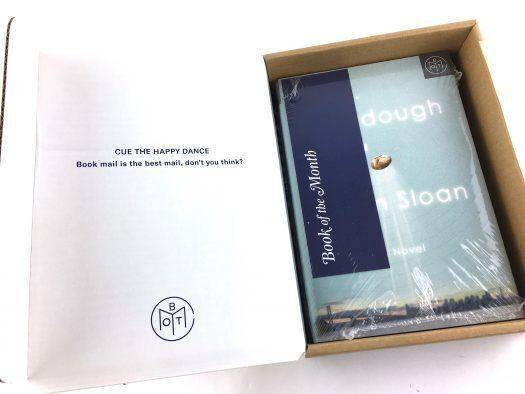 CUE THE HAPPY DANCE
Book mail is the best mail, don't you think?
B
OTM
Book of the Month
dough
n Sloan
Novel